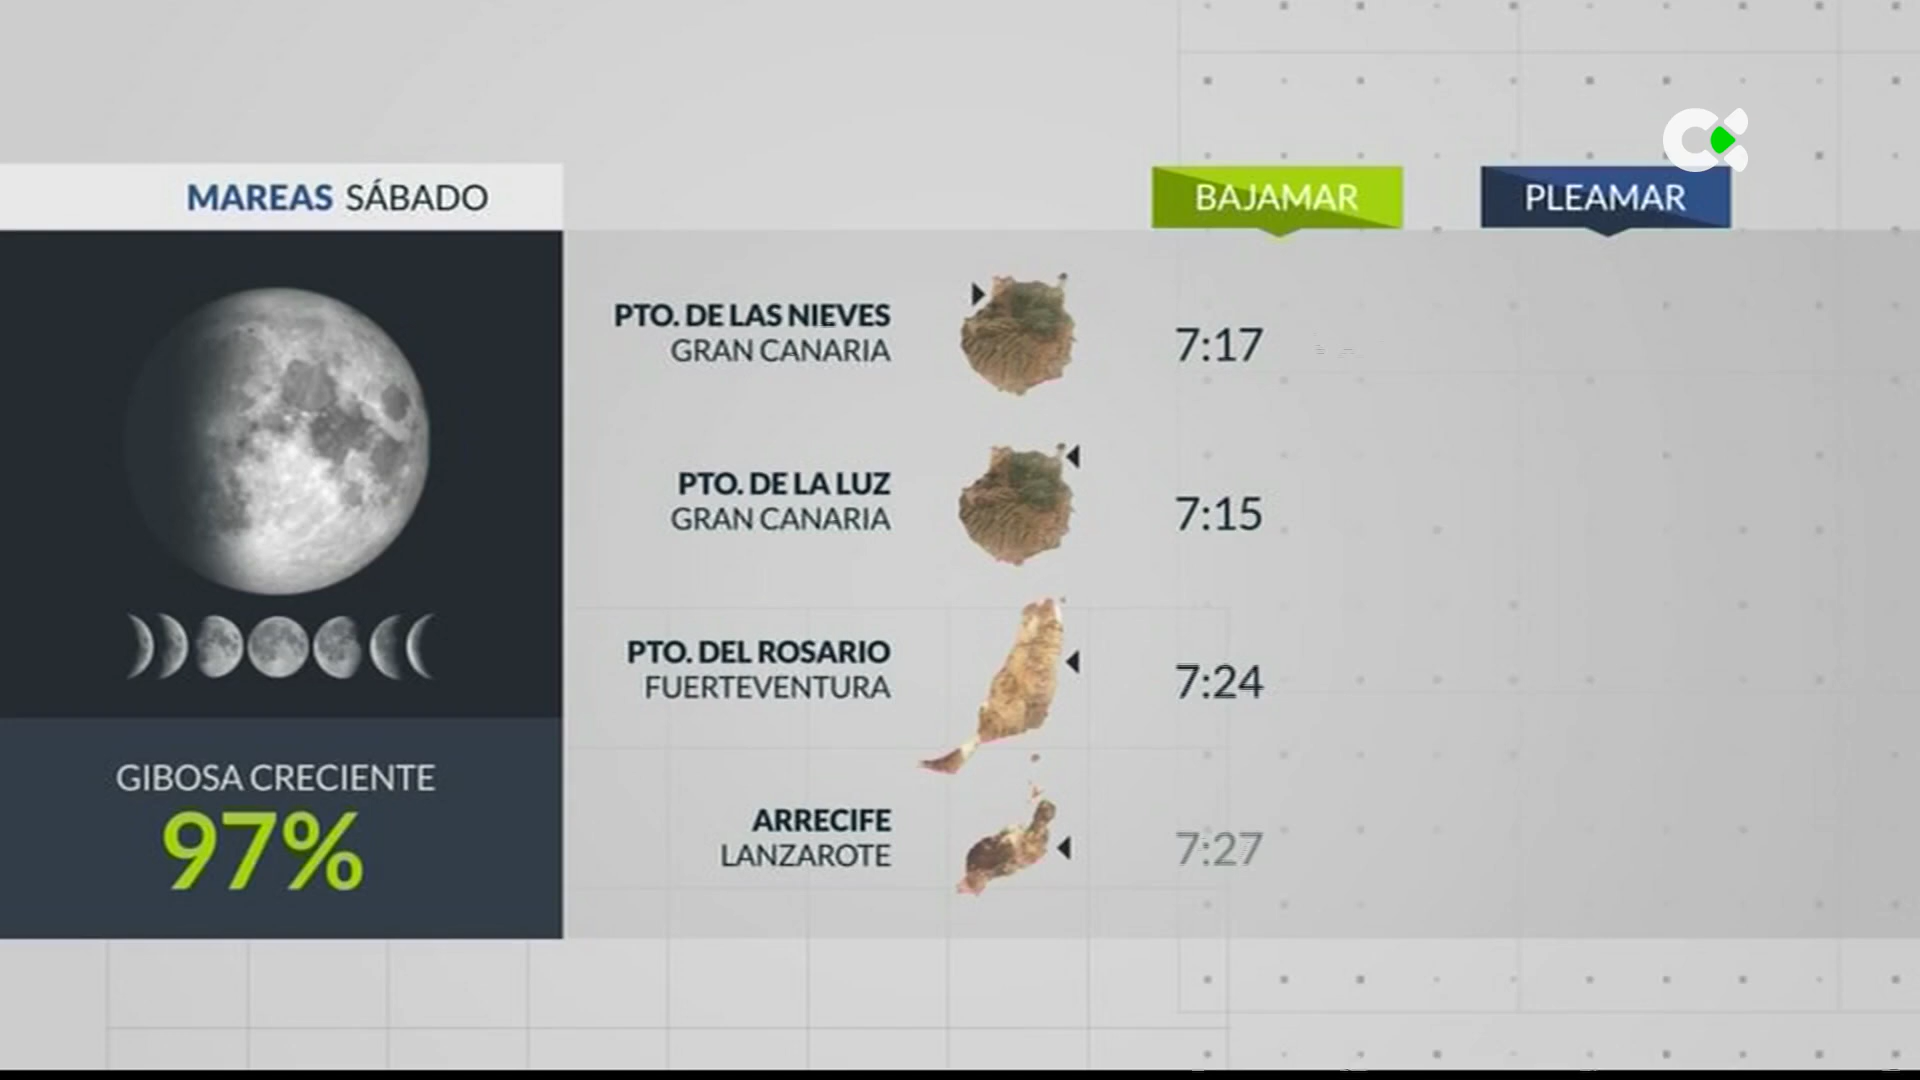 MAREAS SÁBADO
BAJAMAR
PLEAMAR
PTO. DE LAS NIEVES
GRAN CANARIA
7:17
PTO. DE LA LUZ
GRAN CANARIA
7:15
PTO. DEL ROSARIO
FUERTEVENTURA
7:24
ARRECIFE
LANZAROTE
7:27
GIBOSA CRECIENTE
97%